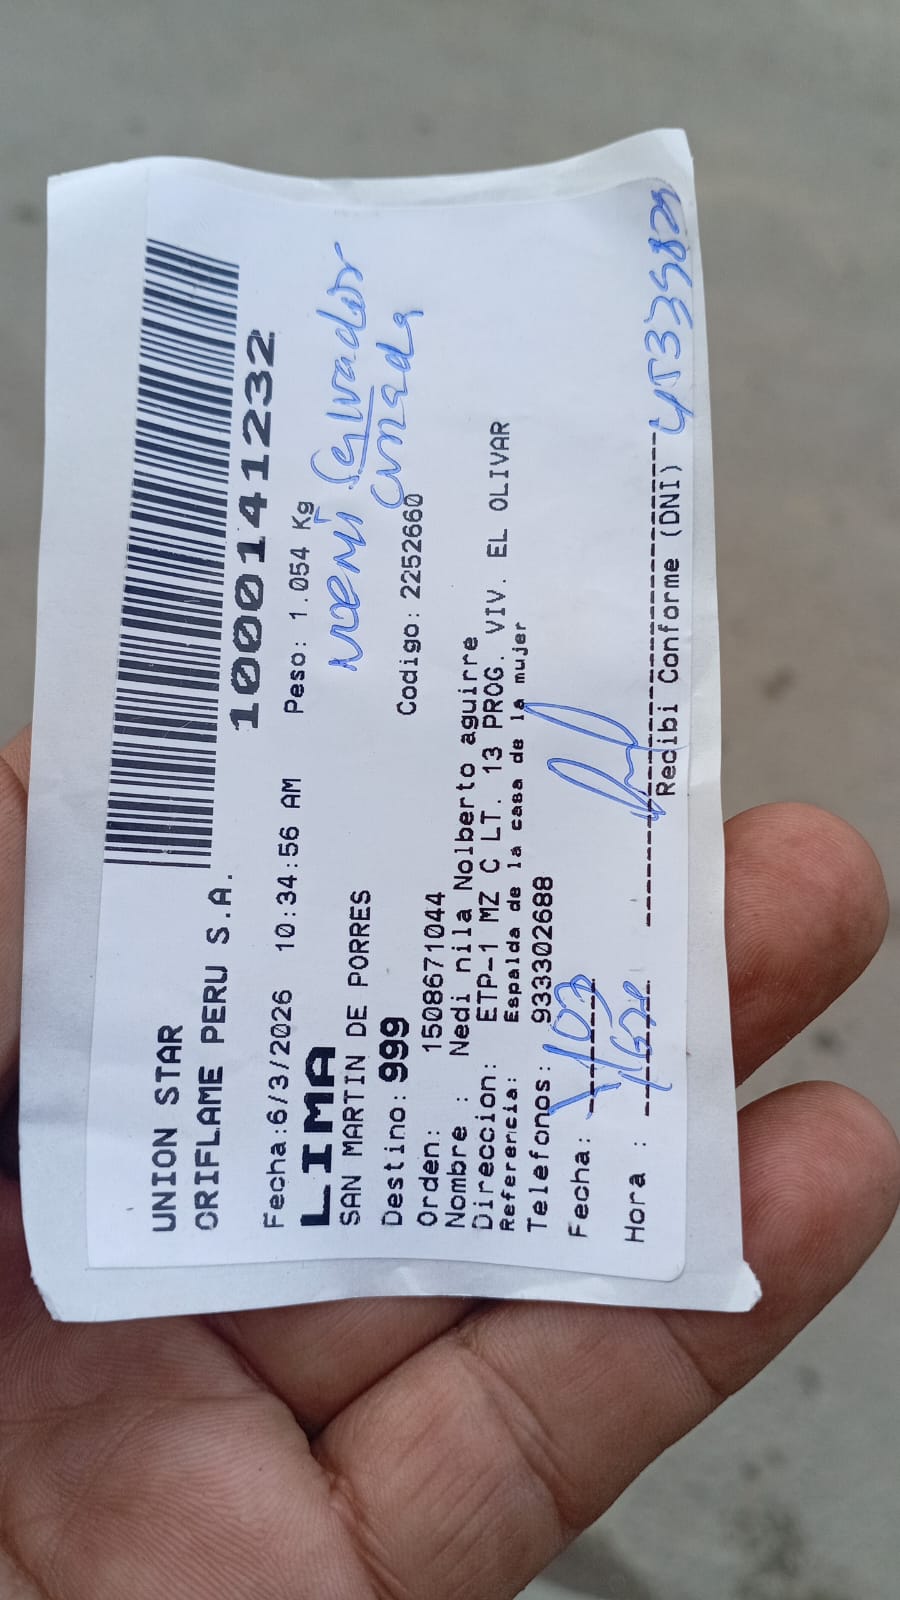 UNION STAR
ORIFLAME PERU S.A.
1000141232
Fecha:6/3/2026 10:34:56 AM Peso: 1.054 Kg
LIMA
Noemi Salvador
SAN MARTIN DE PORRES
cuñada
Destino: 999 Codigo: 2252660
Orden: 1508671044
Nombre : Nedi nila Nolberto aguirre
Direccion: ETP-1 MZ C LT. 13 PROG. VIV. EL OLIVAR
Referencia: Espalda de la casa de la mujer
Telefonos: 933302688
Fecha:
Hora :
Recibi Conforme (DNI)